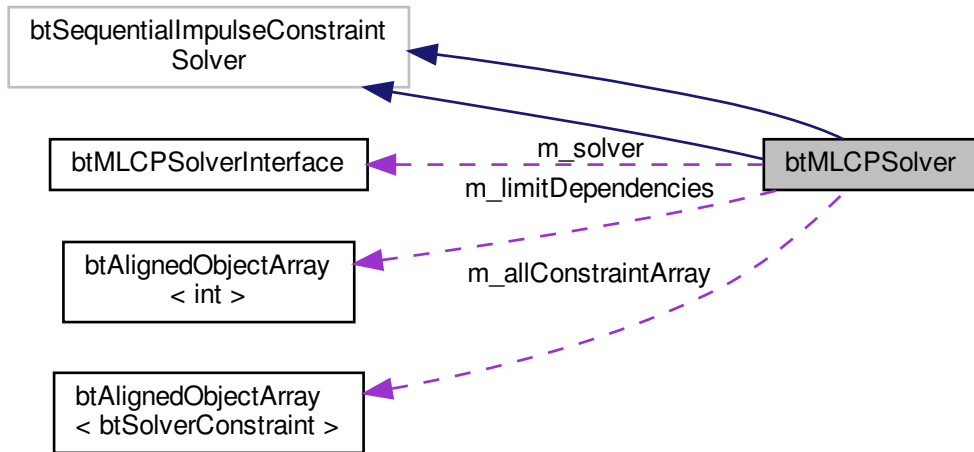 btSequentialImpulseConstraint
Solver
btMLCPSolverInterface
m_solver
btMLCPSolver
m_limitDependencies
btAlignedObjectArray
< int >
m_allConstraintArray
btAlignedObjectArray
< btSolverConstraint >